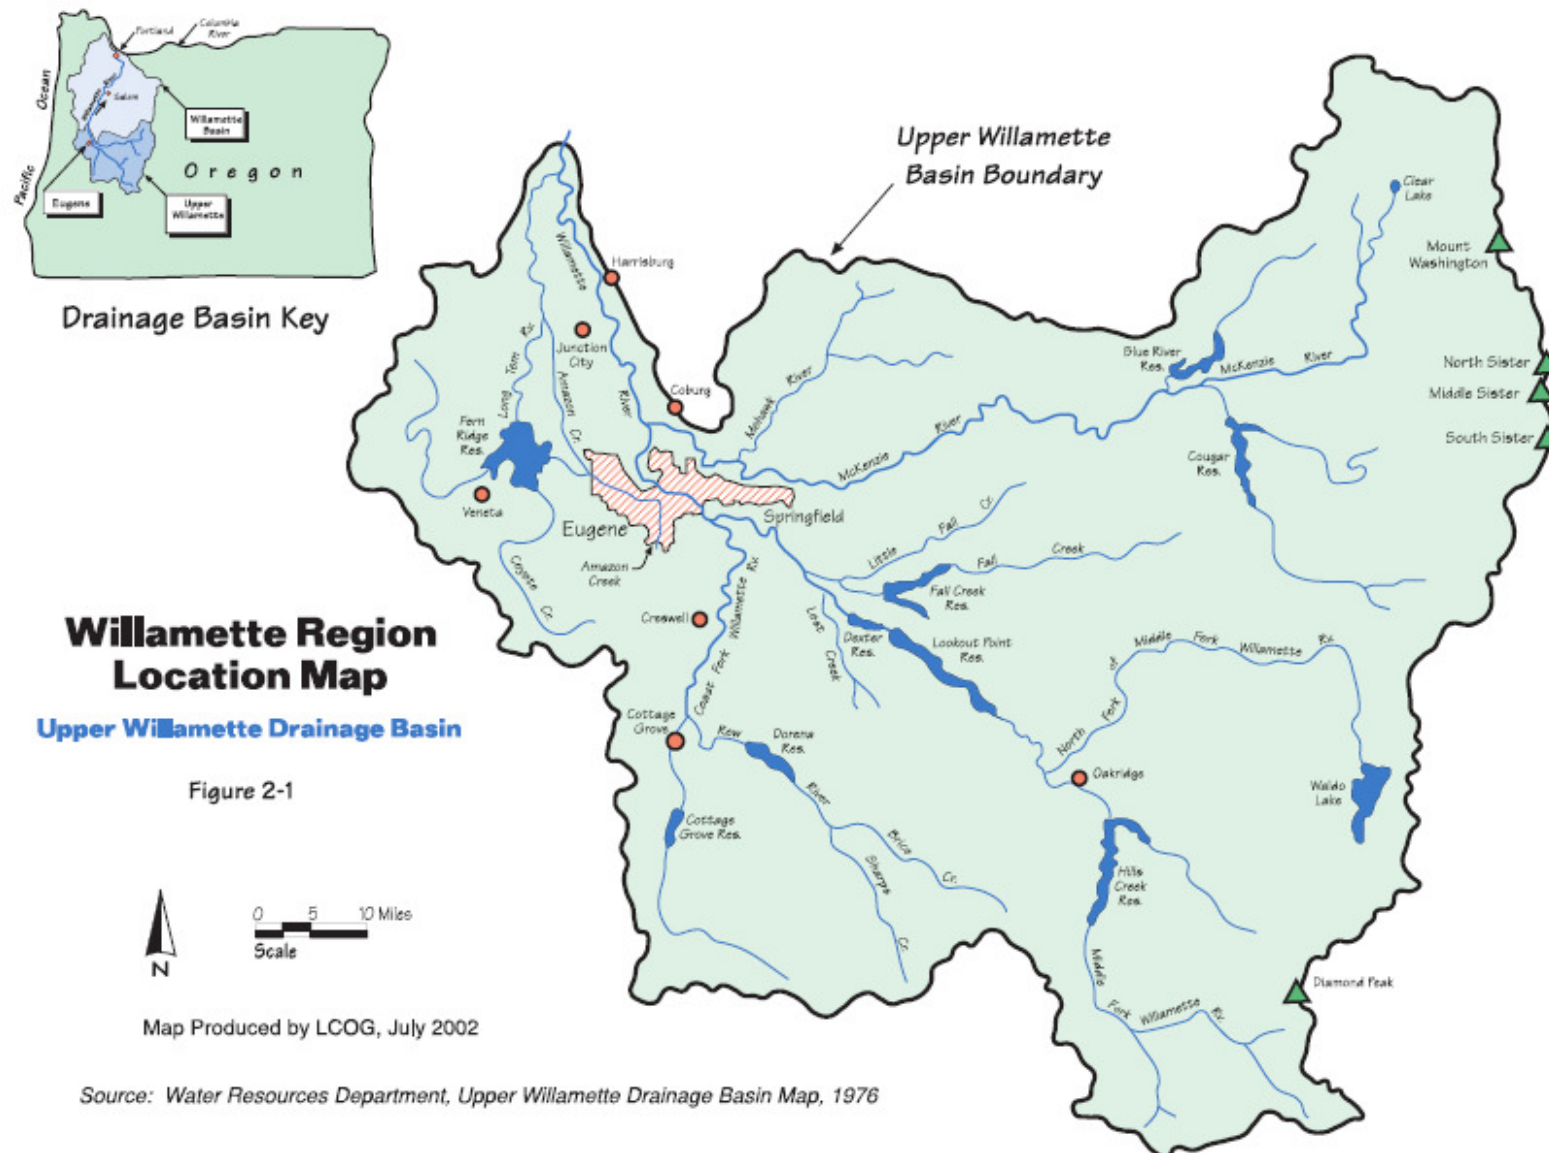 Portland
Columbia
River
Ocean
Pacific
Willamette River
Salem
Willamette
Basin
Oregon
Eugene
Upper
Willamette
Drainage Basin Key
Upper Willamette
Basin Boundary
Clear
Lake
Mount
Washington
North Sister
Middle Sister
South Sister
Harrisburg
Willamette
River
Junction
City
Coburg
Long Tom Rv.
Amazon Cr.
Fern
Ridge
Res.
Veneta
Mohawk River
Blue River
Res.
McKenzie River
McKenzie River
Cougar
Res.
Eugene
Springfield
Amazon
Creek
Coyote Cr.
Creswell
Coast Fork Willamette Rv.
Little Fall Cr.
Fall Creek
Fall Creek
Res.
Lost Creek
Dexter
Res.
Lookout Point
Res.
North Fork of Middle Fork Willamette Rv.
Cottage
Grove
Row River
Dorena
Res.
Oakridge
Waldo
Lake
Cottage
Grove Res.
Brice Cr.
Sharps Cr.
Hills
Creek
Res.
Middle Fork Willamette Rv.
Diamond Peak
Willamette Region
Location Map
Upper Willamette Drainage Basin
Figure 2-1
0 5 10 Miles
Scale
N
Map Produced by LCOG, July 2002
Source: Water Resources Department, Upper Willamette Drainage Basin Map, 1976